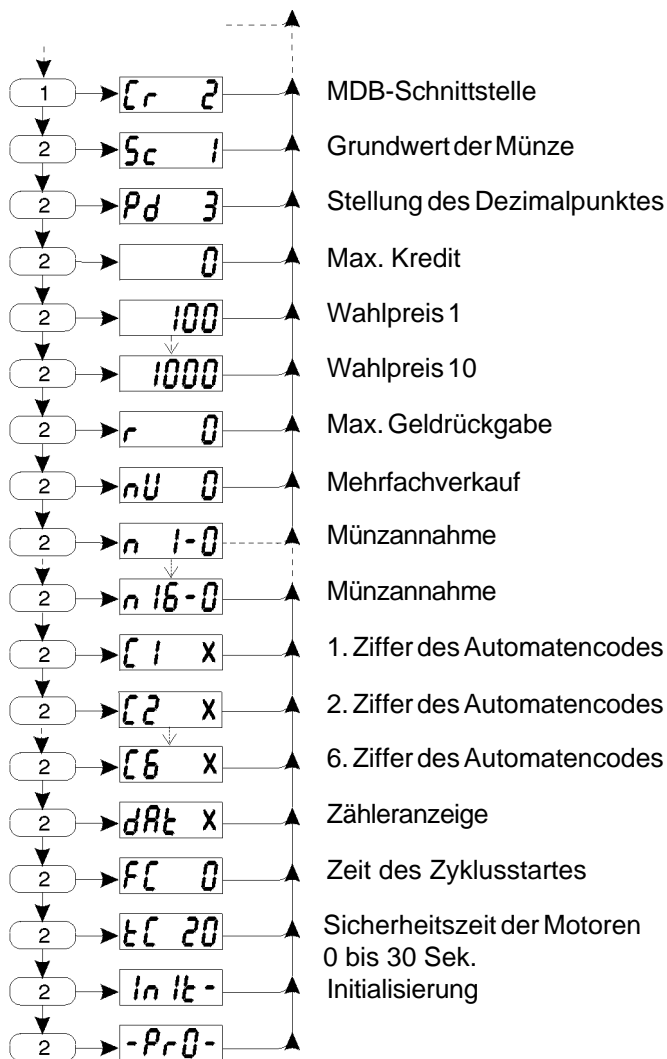 1 Cr 2 MDB-Schnittstelle
2 Sc 1 Grundwert der Münze
2 Pd 3 Stellung des Dezimalpunktes
2 0 Max. Kredit
2 100 Wahlpreis 1
2 1000 Wahlpreis 10
2 r 0 Max. Geldrückgabe
2 nU 0 Mehrfachverkauf
2 n 1-0 Münzannahme
2 n 16-0 Münzannahme
2 C1 X 1. Ziffer des Automatencodes
2 C2 X 2. Ziffer des Automatencodes
2 C6 X 6. Ziffer des Automatencodes
2 dAt X Zähleranzeige
2 FC 0 Zeit des Zyklusstartes
2 tC 20 Sicherheitszeit der Motoren
0 bis 30 Sek.
2 InIt- Initialisierung
2 -Pr0-